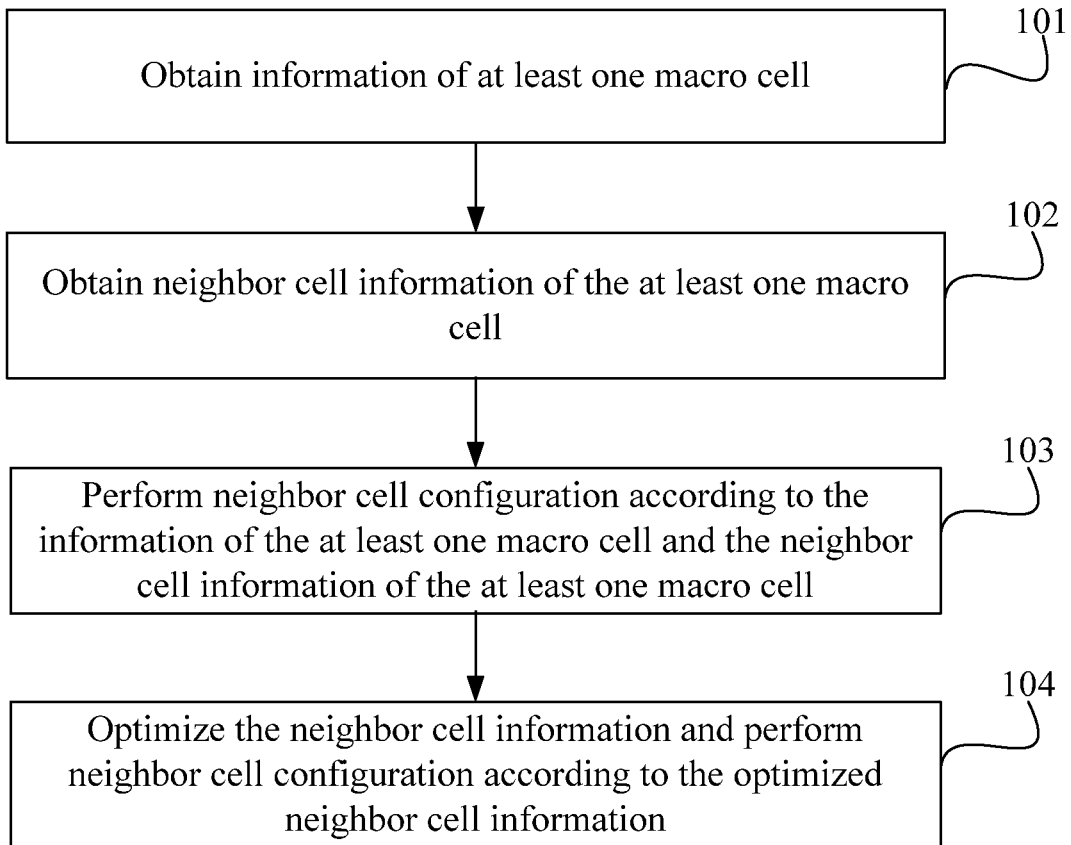 101
Obtain information of at least one macro cell
102
Obtain neighbor cell information of the at least one macro
cell
103
Perform neighbor cell configuration according to the
information of the at least one macro cell and the neighbor
cell information of the at least one macro cell
104
Optimize the neighbor cell information and perform
neighbor cell configuration according to the optimized
neighbor cell information